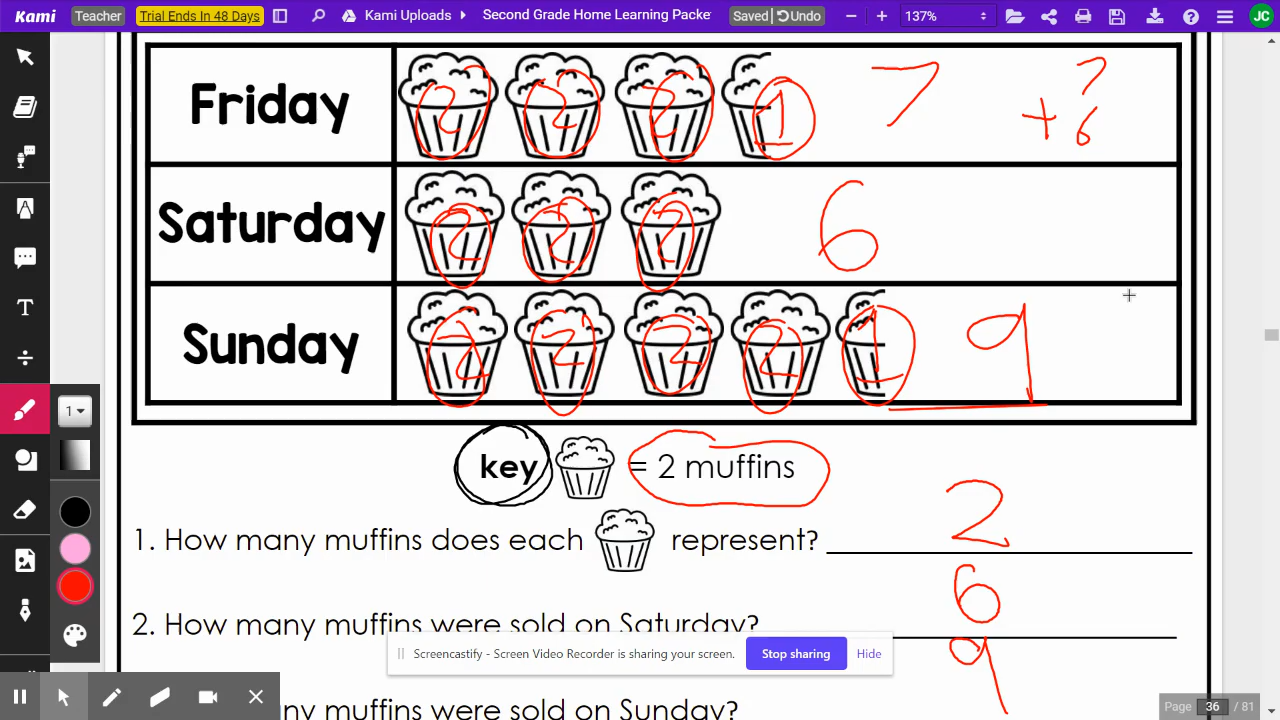 Kami Teacher Trial Ends In 48 Days Kami Uploads Second Grade Home Learning Packe Saved Undo 137% JC
Friday 2 2 2 1 7 7
+ 6
Saturday 2 2 2 6
Sunday 2 2 2 2 1 9
key = 2 muffins
1. How many muffins does each represent? 2
2. How many muffins were sold on Saturday? 6
Screencastify - Screen Video Recorder is sharing your screen. Stop sharing Hide
ny muffins were sold on Sunday? 9
1
Page 36 / 81